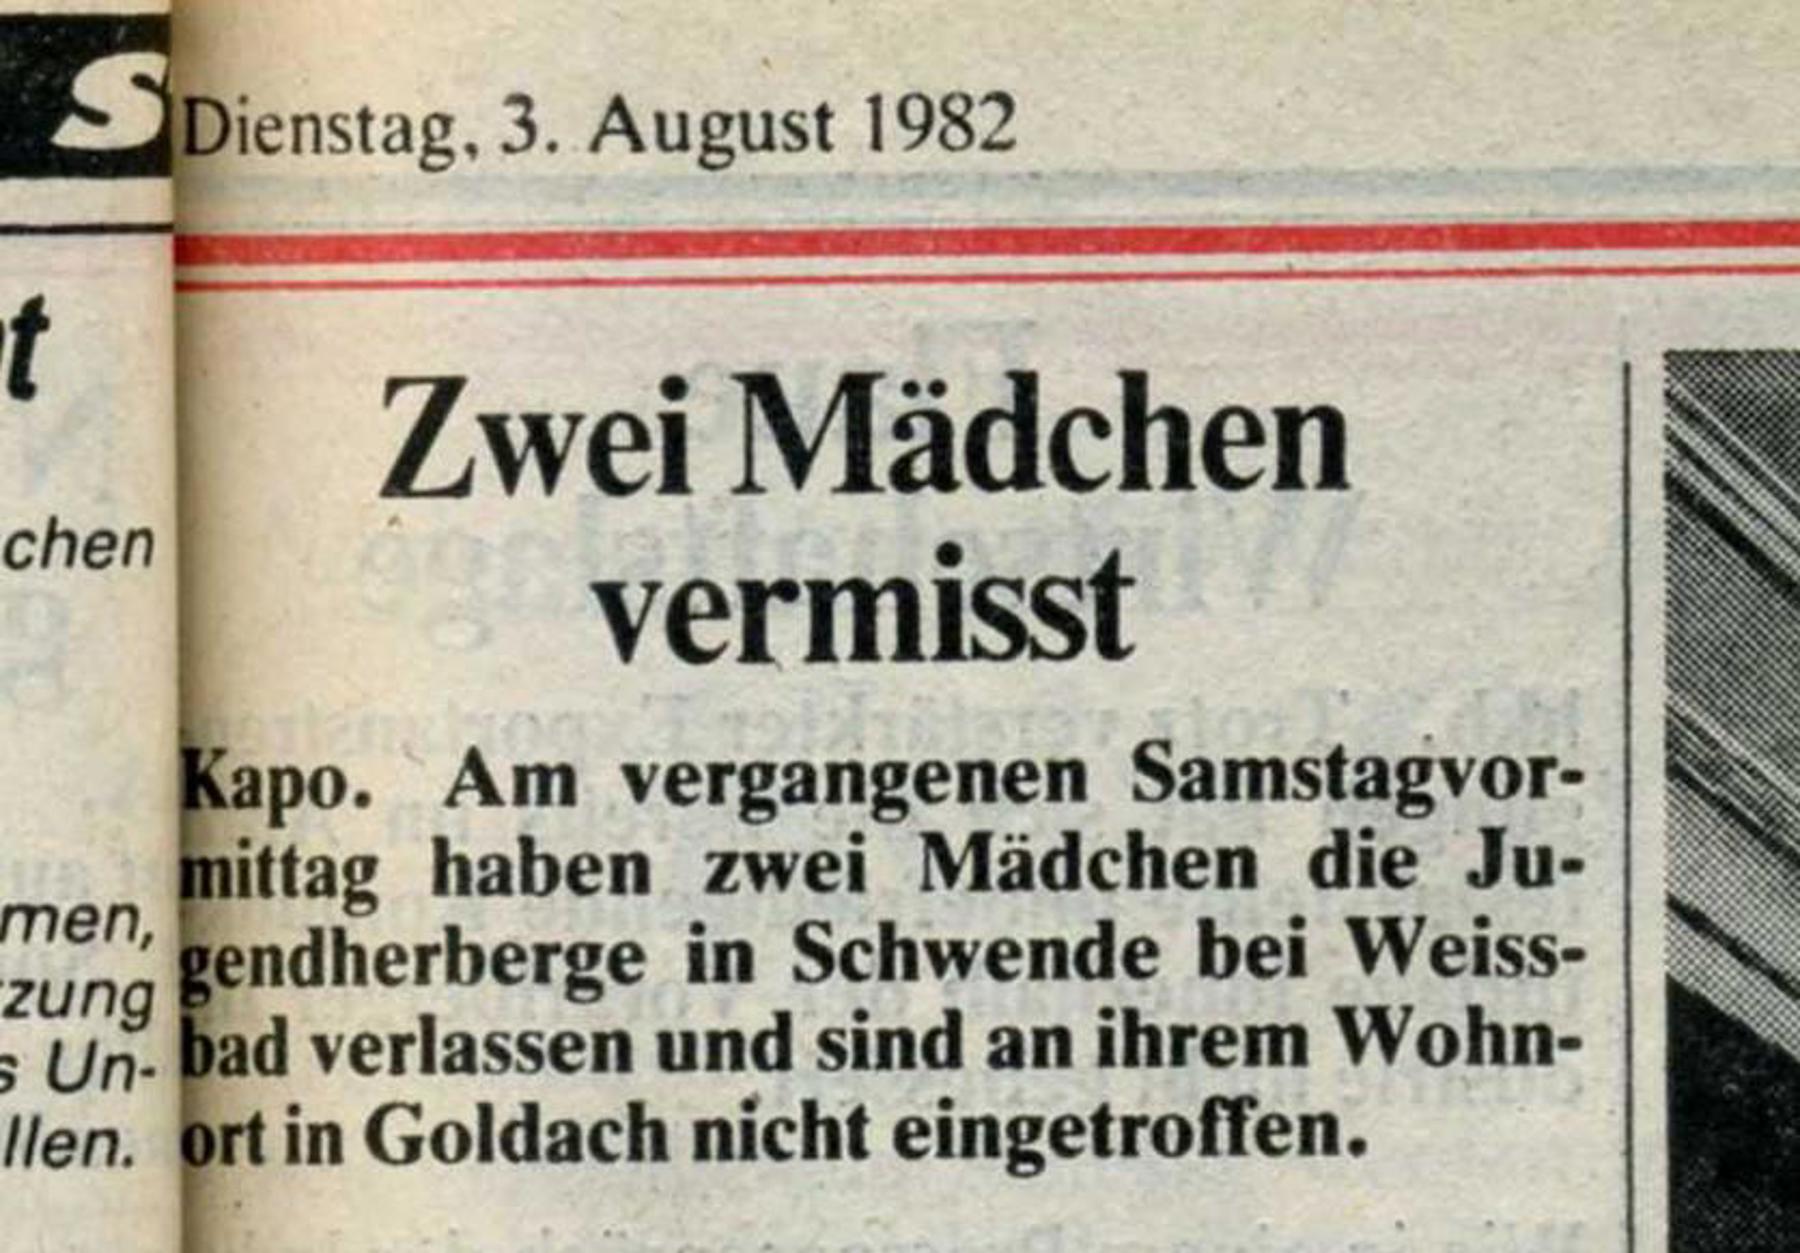 S
Dienstag, 3. August 1982
t
chen
men,
zung
s Un-
llen.
Zwei Mädchen
vermisst
Kapo. Am vergangenen Samstagvor-
mittag haben zwei Mädchen die Ju-
gendherberge in Schwende bei Weiss-
bad verlassen und sind an ihrem Wohn-
ort in Goldach nicht eingetroffen.